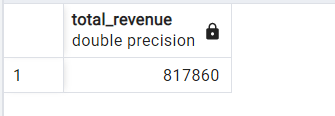 total_revenue
double precision
1 817860